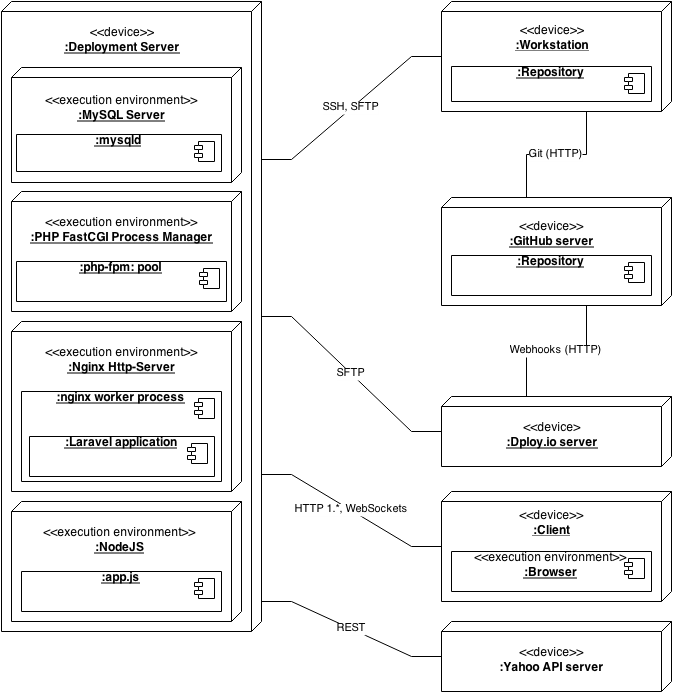 <<device>>
:Deployment Server
<<execution environment>>
:MySQL Server
:mysqld
<<execution environment>>
:PHP FastCGI Process Manager
:php-fpm: pool
<<execution environment>>
:Nginx Http-Server
:nginx worker process
:Laravel application
<<execution environment>>
:NodeJS
:app.js
SSH, SFTP
SFTP
HTTP 1.*, WebSockets
REST
<<device>>
:Workstation
:Repository
Git (HTTP)
<<device>>
:GitHub server
:Repository
Webhooks (HTTP)
<<device>
:Dploy.io server
<<device>>
:Client
<<execution environment>>
:Browser
<<device>>
:Yahoo API server